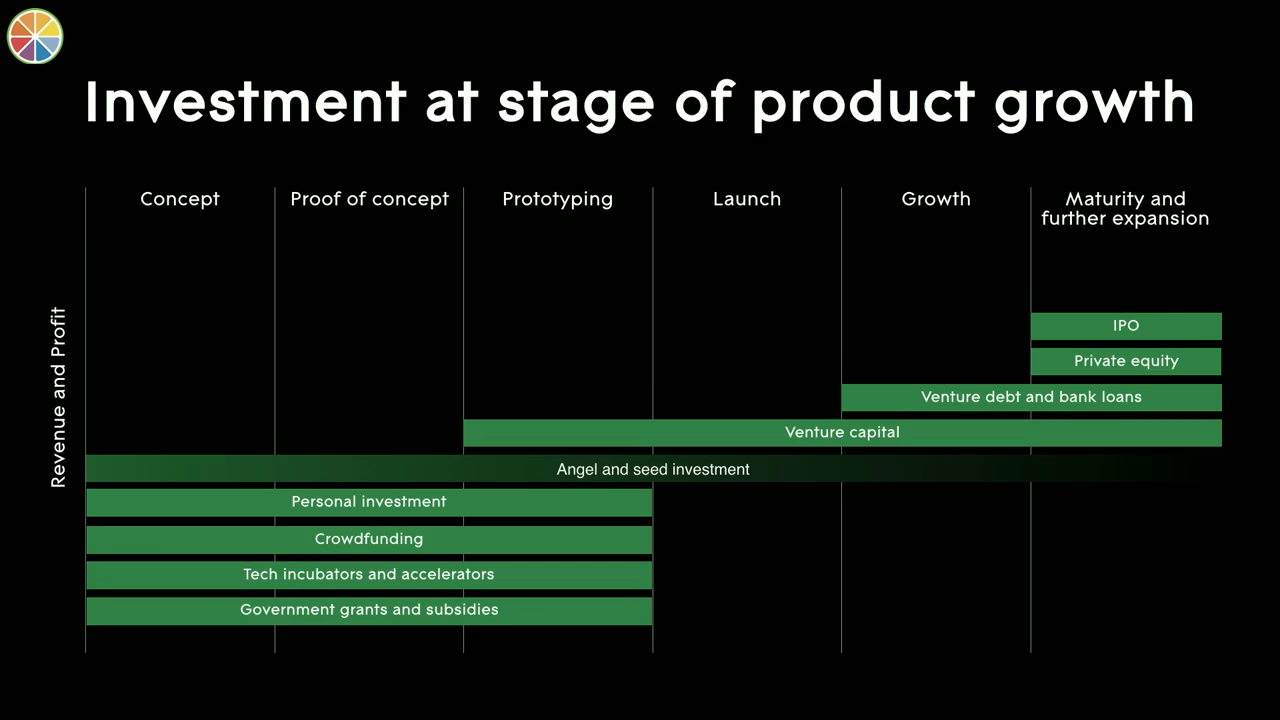 Investment at stage of product growth
Concept
Proof of concept
Prototyping
Launch
Growth
Maturity and
further expansion
Revenue and Profit
IPO
Private equity
Venture debt and bank loans
Venture capital
Angel and seed investment
Personal investment
Crowdfunding
Tech incubators and accelerators
Government grants and subsidies